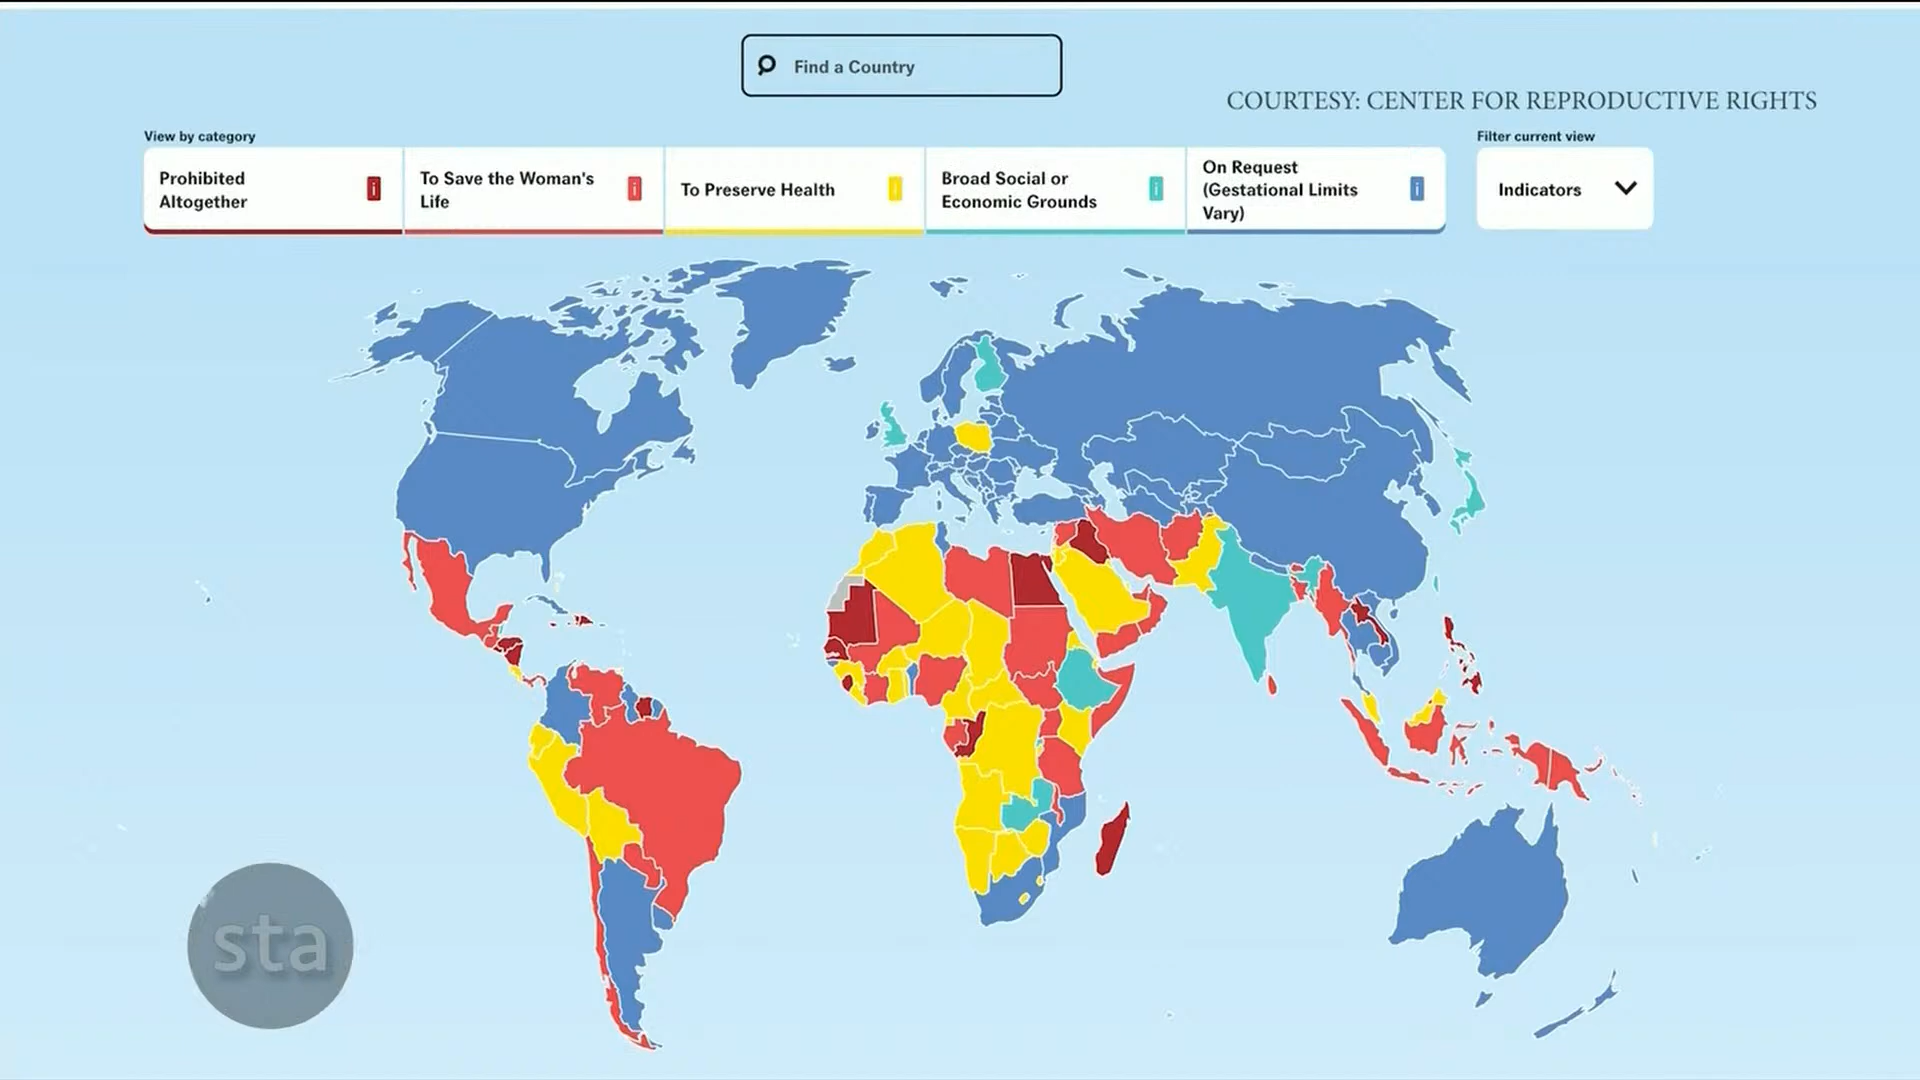 Find a Country
COURTESY: CENTER FOR REPRODUCTIVE RIGHTS
View by category
Filter current view
Prohibited
Altogether
i
To Save the Woman's
Life
i
To Preserve Health
i
Broad Social or
Economic Grounds
i
On Request
(Gestational Limits
Vary)
i
Indicators
sta